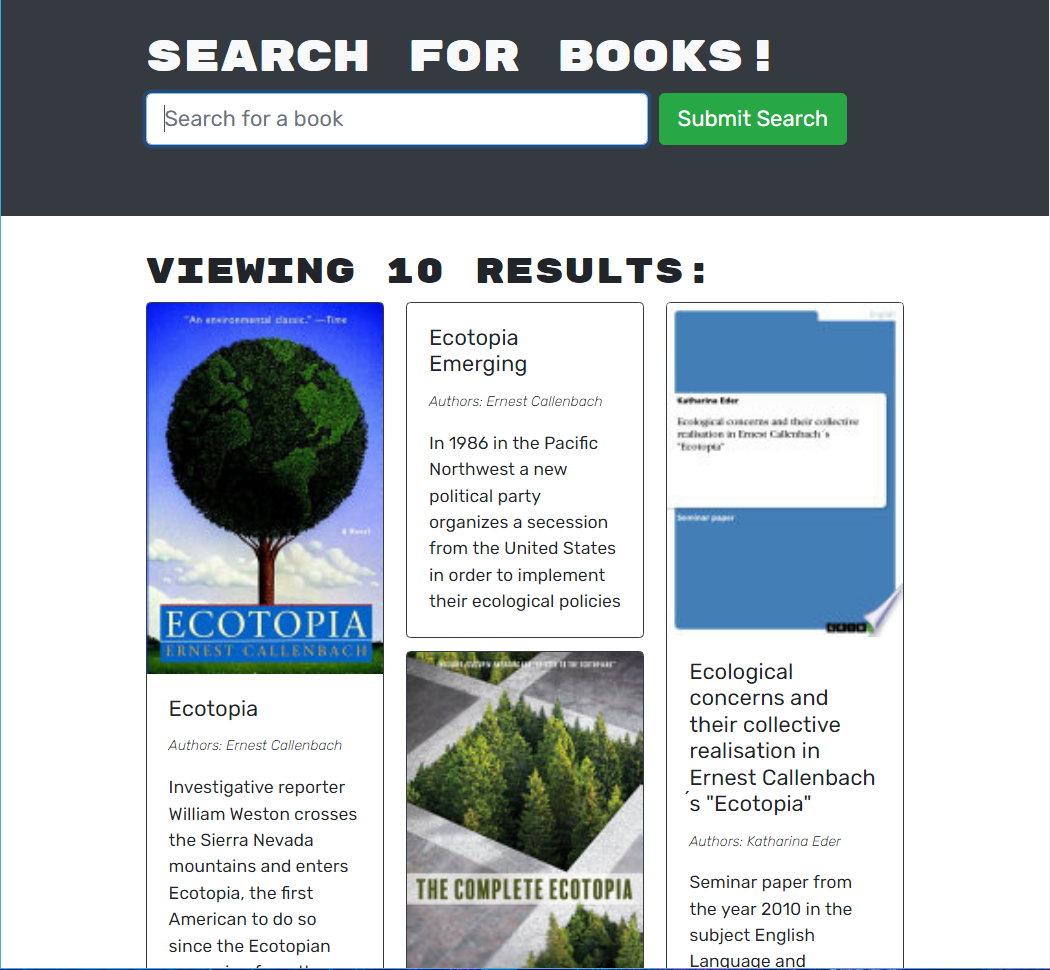 SEARCH FOR BOOKS!
Search for a book
Submit Search
VIEWING 10 RESULTS:
"An environmental classic." —Time
A Novel
ECOTOPIA
ERNEST CALLENBACH
Ecotopia
Authors: Ernest Callenbach
Investigative reporter
William Weston crosses
the Sierra Nevada
mountains and enters
Ecotopia, the first
American to do so
since the Ecotopian
Ecotopia
Emerging
Authors: Ernest Callenbach
In 1986 in the Pacific
Northwest a new
political party
organizes a secession
from the United States
in order to implement
their ecological policies
THE COMPLETE ECOTOPIA
English
Katharina Eder
Ecological concerns and their collective
realisation in Ernest Callenbach´s
"Ecotopia"
Seminar paper
Ecological
concerns and
their collective
realisation in
Ernest Callenbach
´s "Ecotopia"
Authors: Katharina Eder
Seminar paper from
the year 2010 in the
subject English
Language and